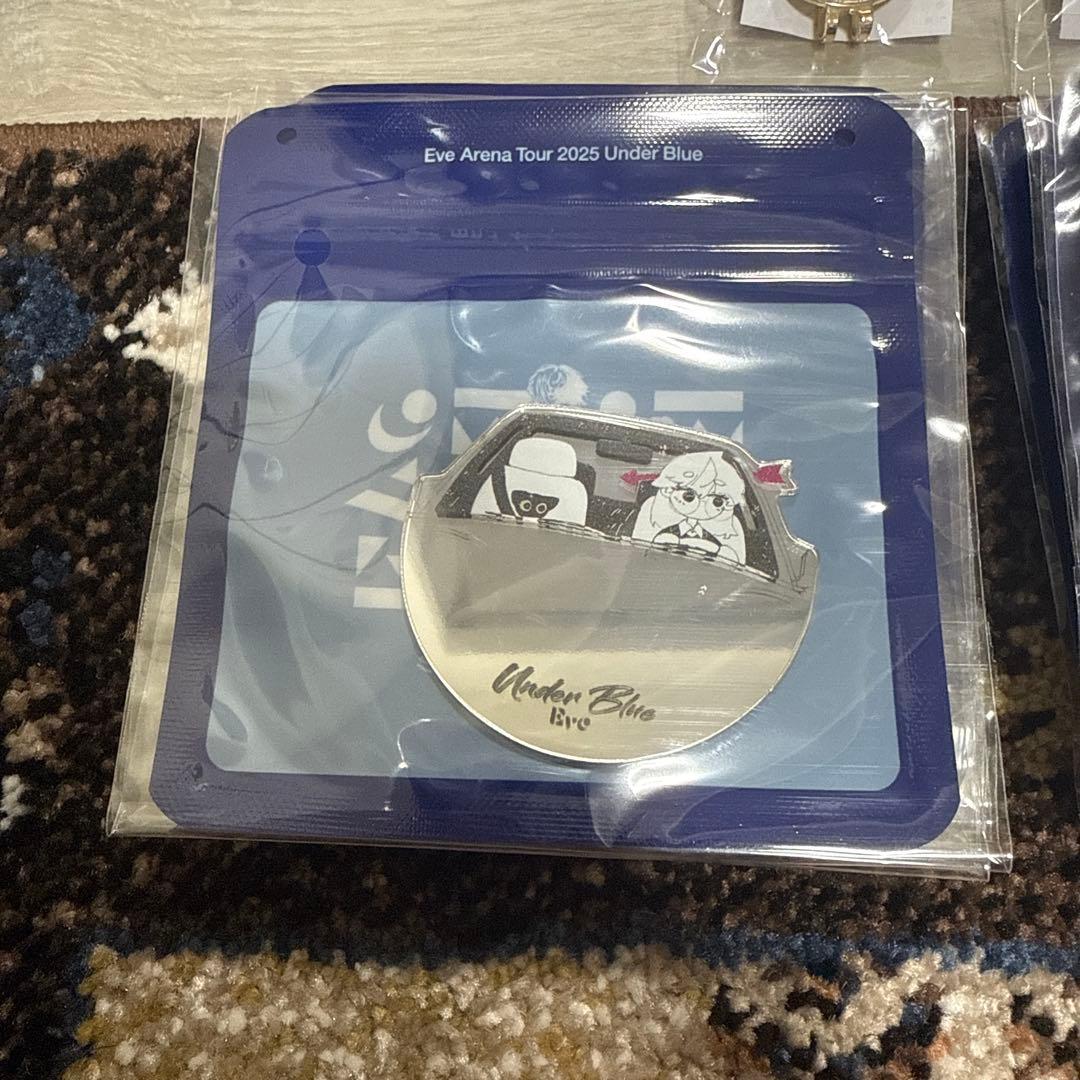 Eve Arena Tour 2025 Under Blue
Under Blue
Eve